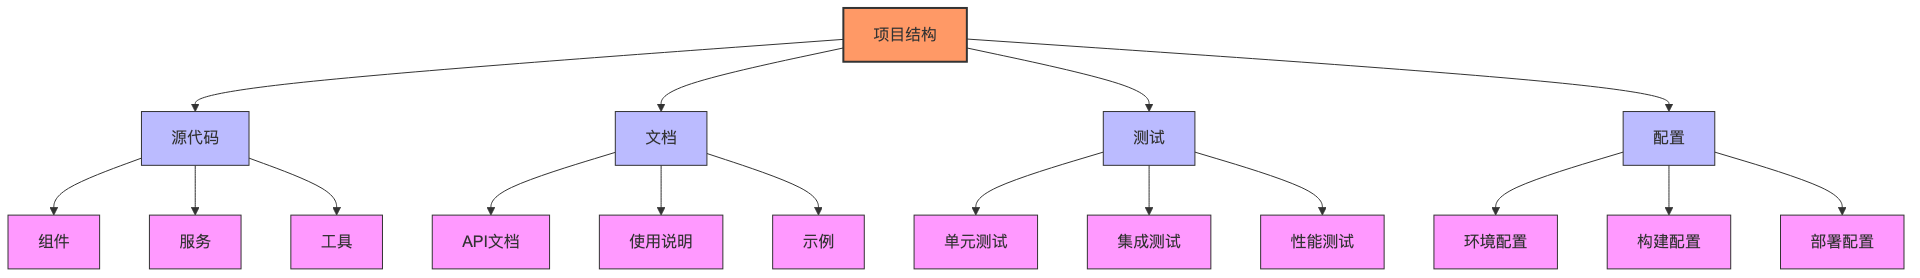 项目结构
源代码
文档
测试
配置
组件
服务
工具
API文档
使用说明
示例
单元测试
集成测试
性能测试
环境配置
构建配置
部署配置